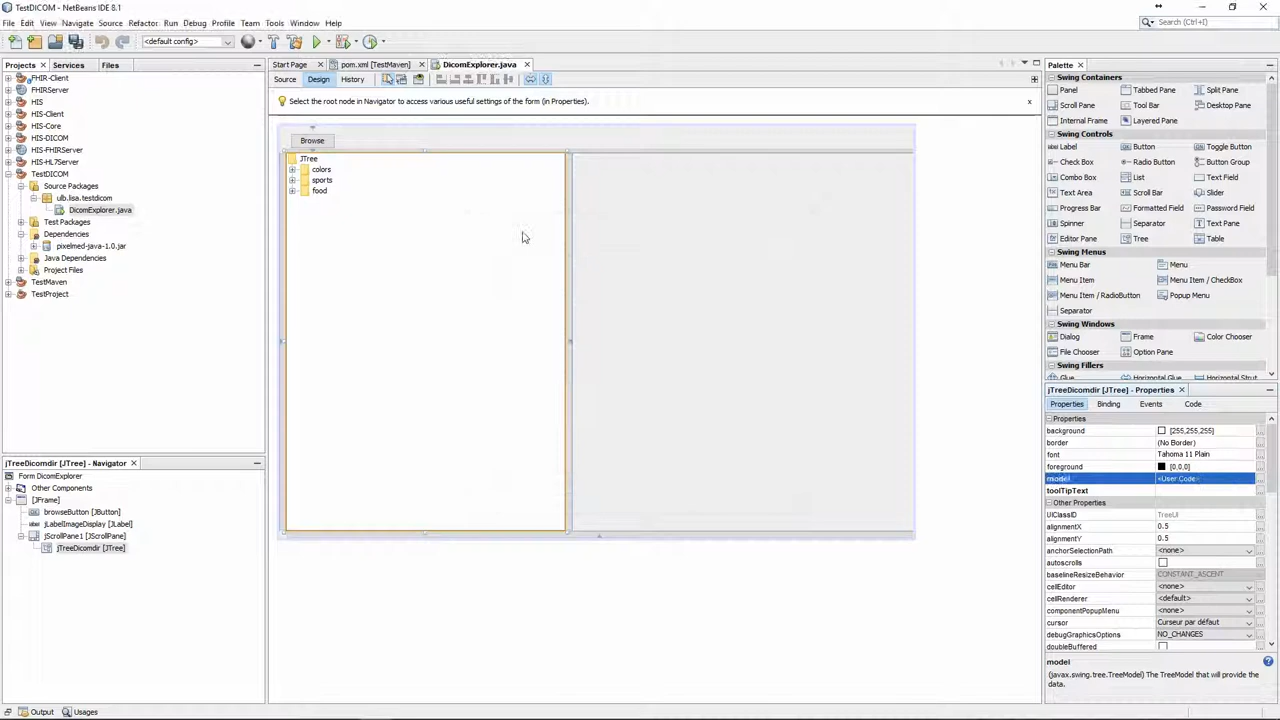 TestDICOM - NetBeans IDE 8.1
File Edit View Navigate Source Refactor Run Debug Profile Team Tools Window Help
Search (Ctrl+I)
<default config>
Projects Services Files
FHIR-Client
FHIRServer
HIS
HIS-Client
HIS-Core
HIS-DICOM
HIS-FHIRServer
HIS-HL7Server
TestDICOM
Source Packages
ulb.lisa.testdicom
DicomExplorer.java
Test Packages
Dependencies
pixelmed-java-1.0.jar
Java Dependencies
Project Files
TestMaven
TestProject
jTreeDicomdir [JTree] - Navigator
Form DicomExplorer
Other Components
[JFrame]
browseButton [JButton]
jLabelImageDisplay [JLabel]
jScrollPane1 [JScrollPane]
jTreeDicomdir [JTree]
Start Page pom.xml [TestMaven] DicomExplorer.java
Source Design History
Select the root node in Navigator to access various useful settings of the form (in Properties).
Browse
JTree
colors
sports
food
Palette
Swing Containers
Panel Tabbed Pane Split Pane
Scroll Pane Tool Bar Desktop Pane
Internal Frame Layered Pane
Swing Controls
Label Button Toggle Button
Check Box Radio Button Button Group
Combo Box List Text Field
Text Area Scroll Bar Slider
Progress Bar Formatted Field Password Field
Spinner Separator Text Pane
Editor Pane Tree Table
Swing Menus
Menu Bar Menu
Menu Item Menu Item / CheckBox
Menu Item / RadioButton Popup Menu
Separator
Swing Windows
Dialog Frame Color Chooser
File Chooser Option Pane
Swing Fillers
Glue Horizontal Glue Horizontal Strut
jTreeDicomdir [JTree] - Properties
Properties Binding Events Code
Properties
background [255,255,255]
border (No Border)
font Tahoma 11 Plain
foreground [0,0,0]
model <User Code>
toolTipText
Other Properties
UIClassID TreeUI
alignmentX 0.5
alignmentY 0.5
anchorSelectionPath <none>
autoscrolls
baselineResizeBehavior CONSTANT_ASCENT
cellEditor <none>
cellRenderer <default>
componentPopupMenu <none>
cursor Curseur par défaut
debugGraphicsOptions NO_CHANGES
doubleBuffered
model
(javax.swing.tree.TreeModel) The TreeModel that will provide the
data.
Output Usages